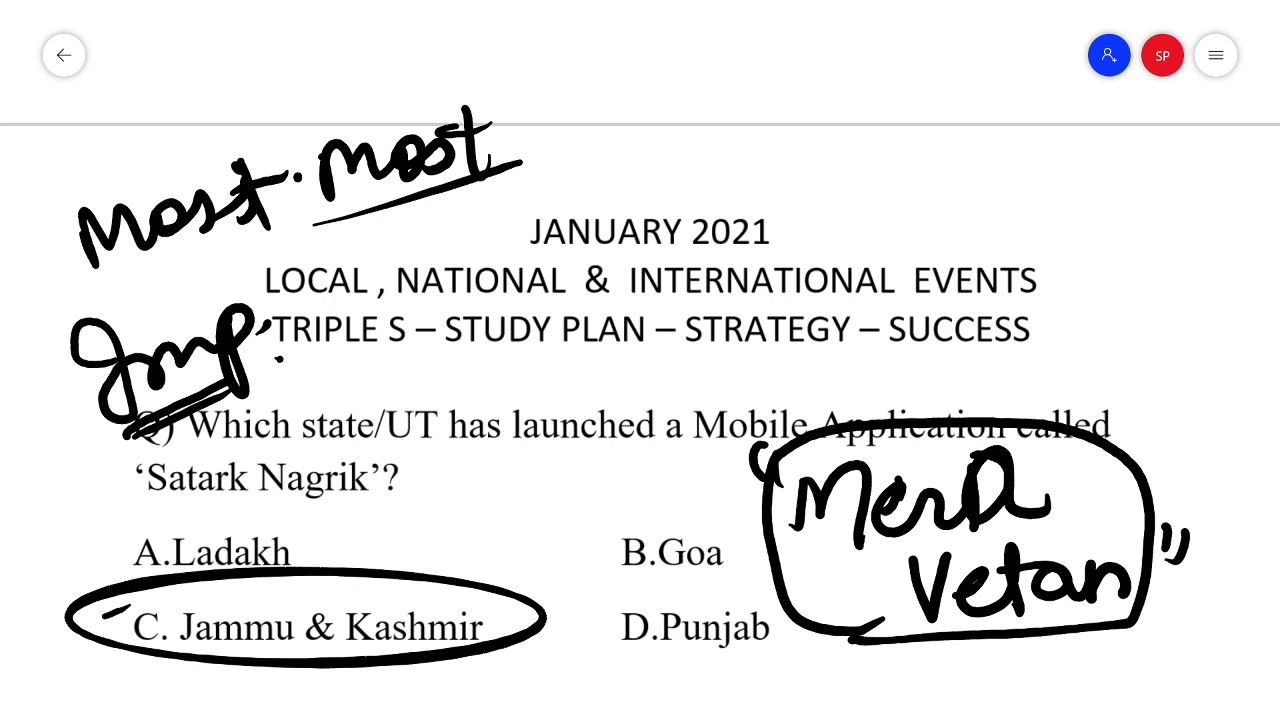 SP
Most. Most
JANUARY 2021
LOCAL , NATIONAL & INTERNATIONAL EVENTS
Imp.
TRIPLE S – STUDY PLAN – STRATEGY – SUCCESS
Q) Which state/UT has launched a Mobile Application called
‘Satark Nagrik’?
"Mera
Vetan"
A.Ladakh
B.Goa
C. Jammu & Kashmir
D.Punjab